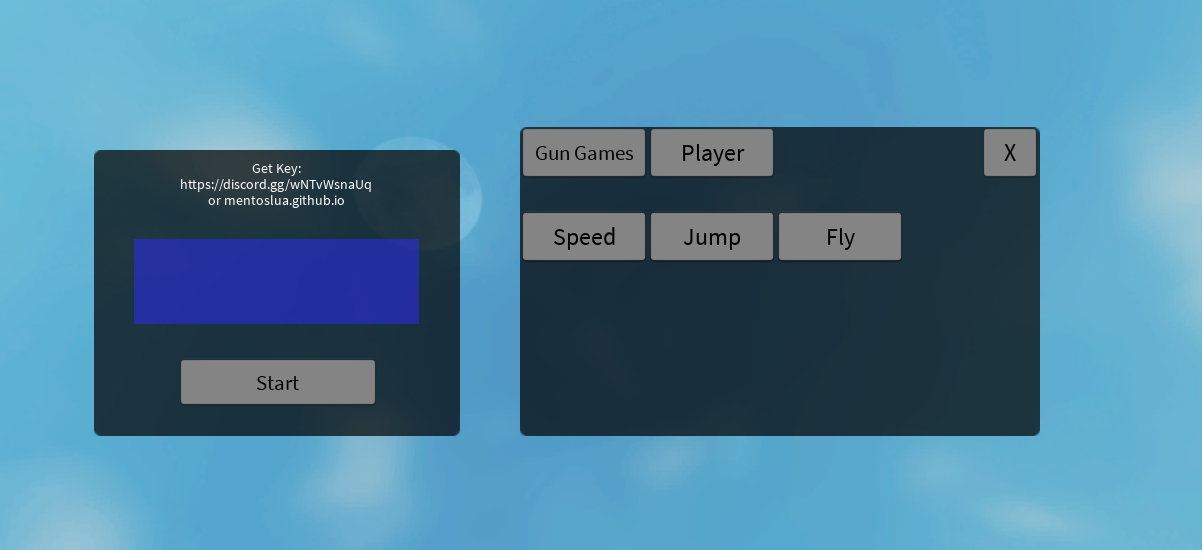 Get Key:
https://discord.gg/wNTvWsnaUq
or mentoslua.github.io
Start
Gun Games
Player
X
Speed
Jump
Fly